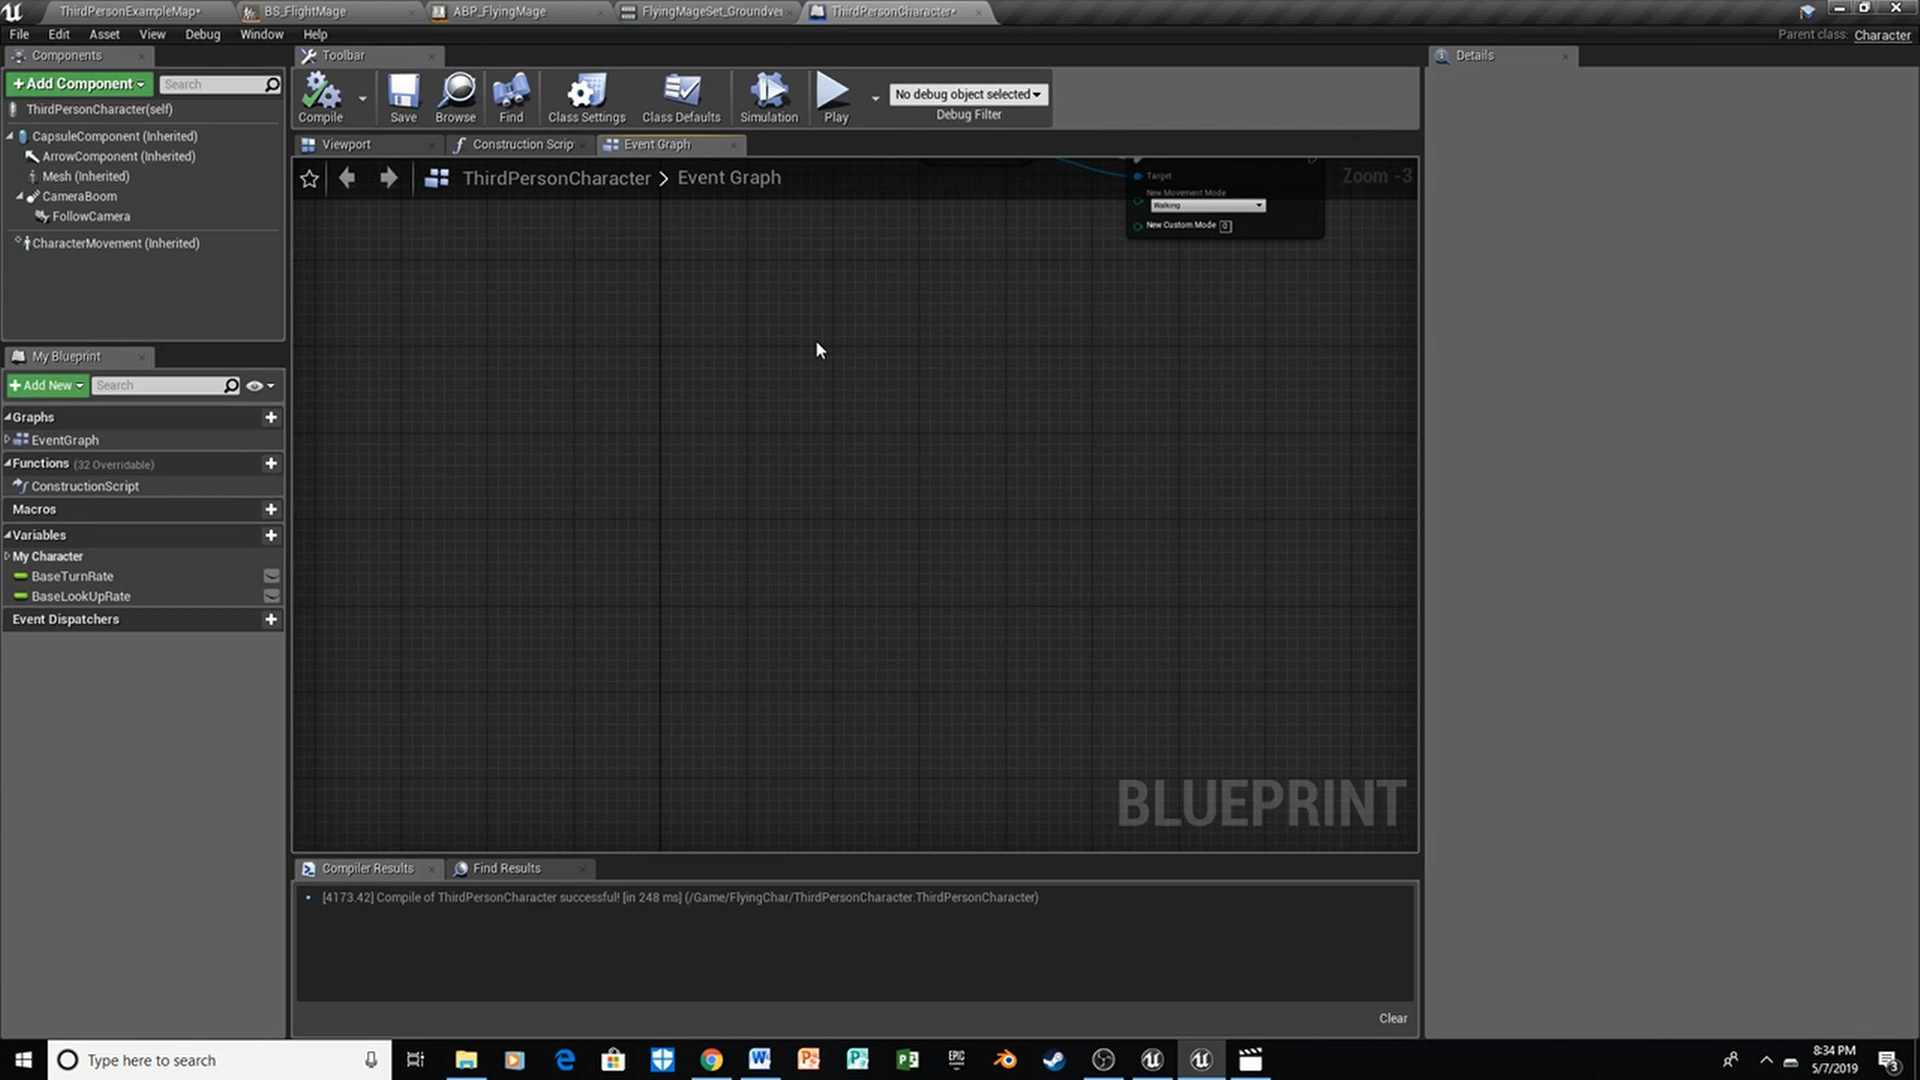 ThirdPersonExampleMap*
BS_FlightMage
ABP_FlyingMage
FlyingMageSet_Groundve
ThirdPersonCharacter*
File Edit Asset View Debug Window Help
Parent class: Character
Components
Toolbar
Details
+Add Component
Search
ThirdPersonCharacter(self)
CapsuleComponent (Inherited)
ArrowComponent (Inherited)
Mesh (Inherited)
CameraBoom
FollowCamera
CharacterMovement (Inherited)
Compile
Save
Browse
Find
Class Settings
Class Defaults
Simulation
Play
No debug object selected
Debug Filter
Viewport
Construction Scrip
Event Graph
ThirdPersonCharacter > Event Graph
Zoom -3
Target
New Movement Mode
Walking
New Custom Mode 0
BLUEPRINT
My Blueprint
+Add New
Search
Graphs
EventGraph
Functions (32 Overridable)
ConstructionScript
Macros
Variables
My Character
BaseTurnRate
BaseLookUpRate
Event Dispatchers
Compiler Results
Find Results
[4173.42] Compile of ThirdPersonCharacter successful! [in 248 ms] (/Game/FlyingChar/ThirdPersonCharacter.ThirdPersonCharacter)
Clear
Type here to search
EPIC
8:34 PM
5/7/2019
3